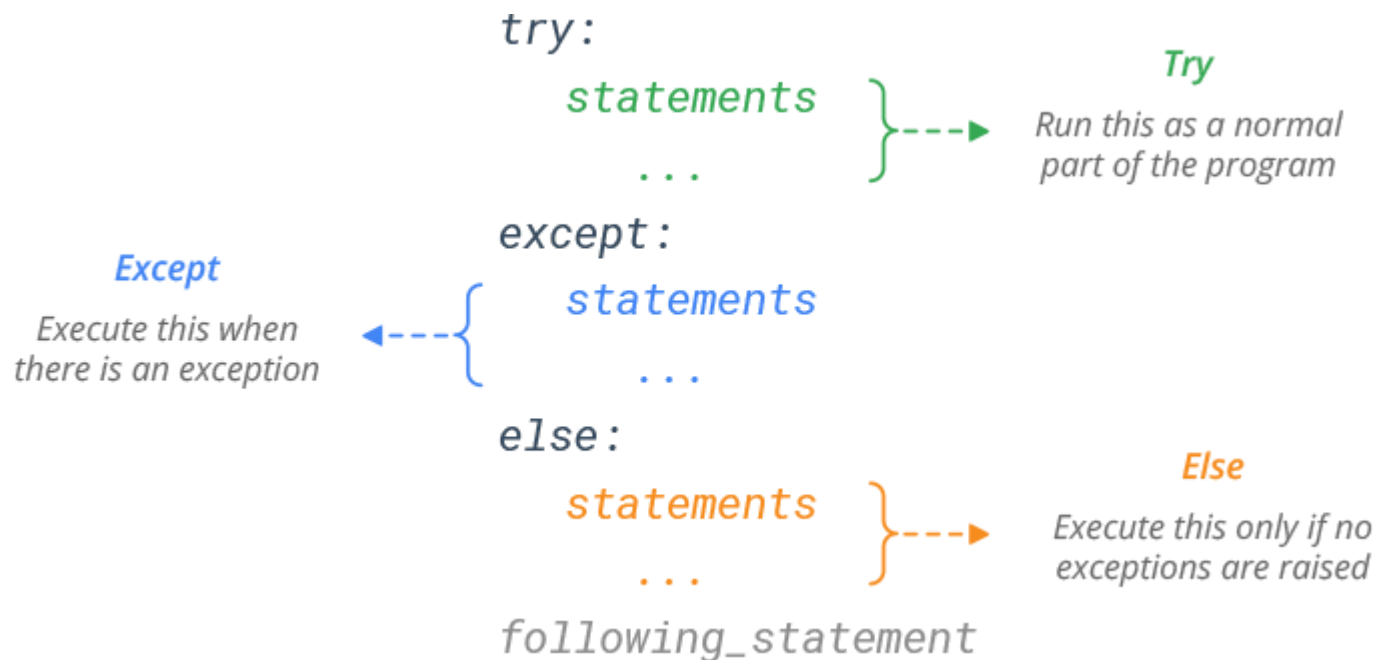 try:
statements
...
Try
Run this as a normal
part of the program
except:
statements
...
Except
Execute this when
there is an exception
else:
statements
...
Else
Execute this only if no
exceptions are raised
following_statement